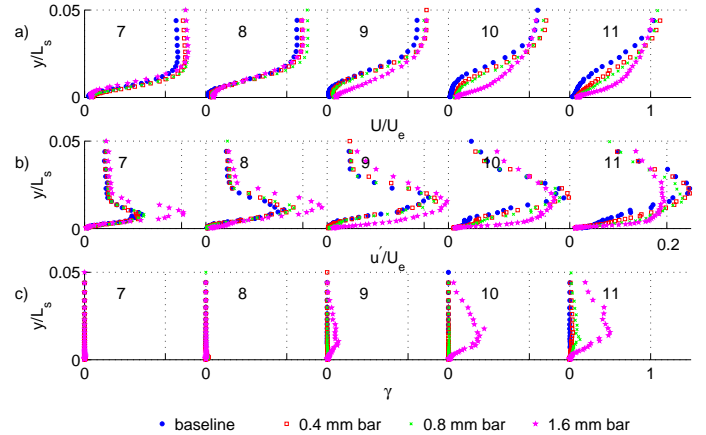 0.05
a) y/L_s 7 8 9 10 11
0
0 0 0 0 0 1
U/U_e
0.05
b) y/L_s 7 8 9 10 11
0
0 0 0 0 0 0.2
u′/U_e
0.05
c) y/L_s 7 8 9 10 11
0
0 0 0 0 0 1
γ
baseline 0.4 mm bar 0.8 mm bar 1.6 mm bar